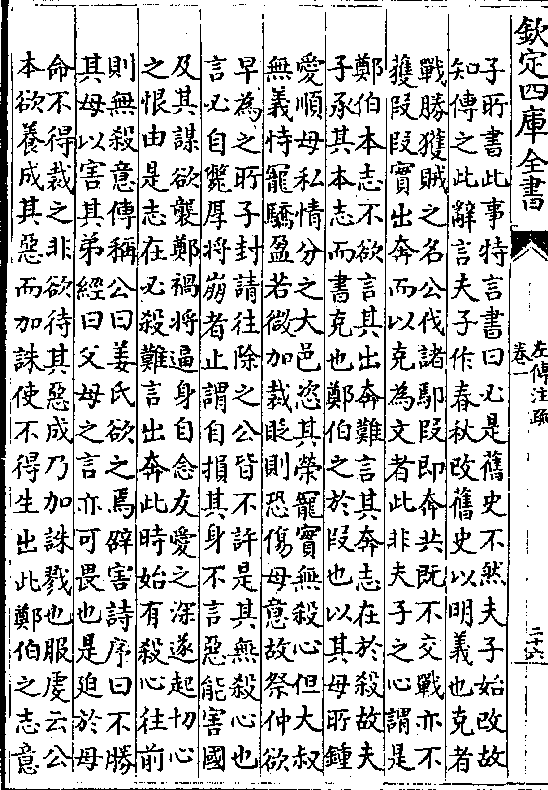 欽定四庫全書
左傳注疏
卷一
二十六
子所書此事特言書曰必是舊史不然夫子始改故
知傳之此辭言夫子作春秋改舊史以明義也克者
戰勝獲賊之名公伐諸鄢段即奔共既不交戰亦不
獲段段實出奔而以克為文者此非夫子之心謂是
鄭伯本志不欲言其出奔難言其奔志在於殺故夫
子承其本志而書克也鄭伯之於段也以其母所鍾
愛順母私情分之大邑恣其榮寵實無殺心但大叔
無義恃寵驕盈若微加裁貶則恐傷母意故祭仲欲
早為之所子封請往除之公皆不許是其無殺心也
言必自斃厚將崩者止謂自損其身不言惡能害國
及其謀欲襲鄭禍將逼身自念友愛之深遂起切心
之恨由是志在必殺難言出奔此時始有殺心往前
則無殺意傳稱公曰姜氏欲之焉辟害詩序曰不勝
其母以害其弟經曰父母之言亦可畏也是迫於母
命不得裁之非欲待其惡成乃加誅戮也服虔云公
本欲養成其惡而加誅使不得生出此鄭伯之志意